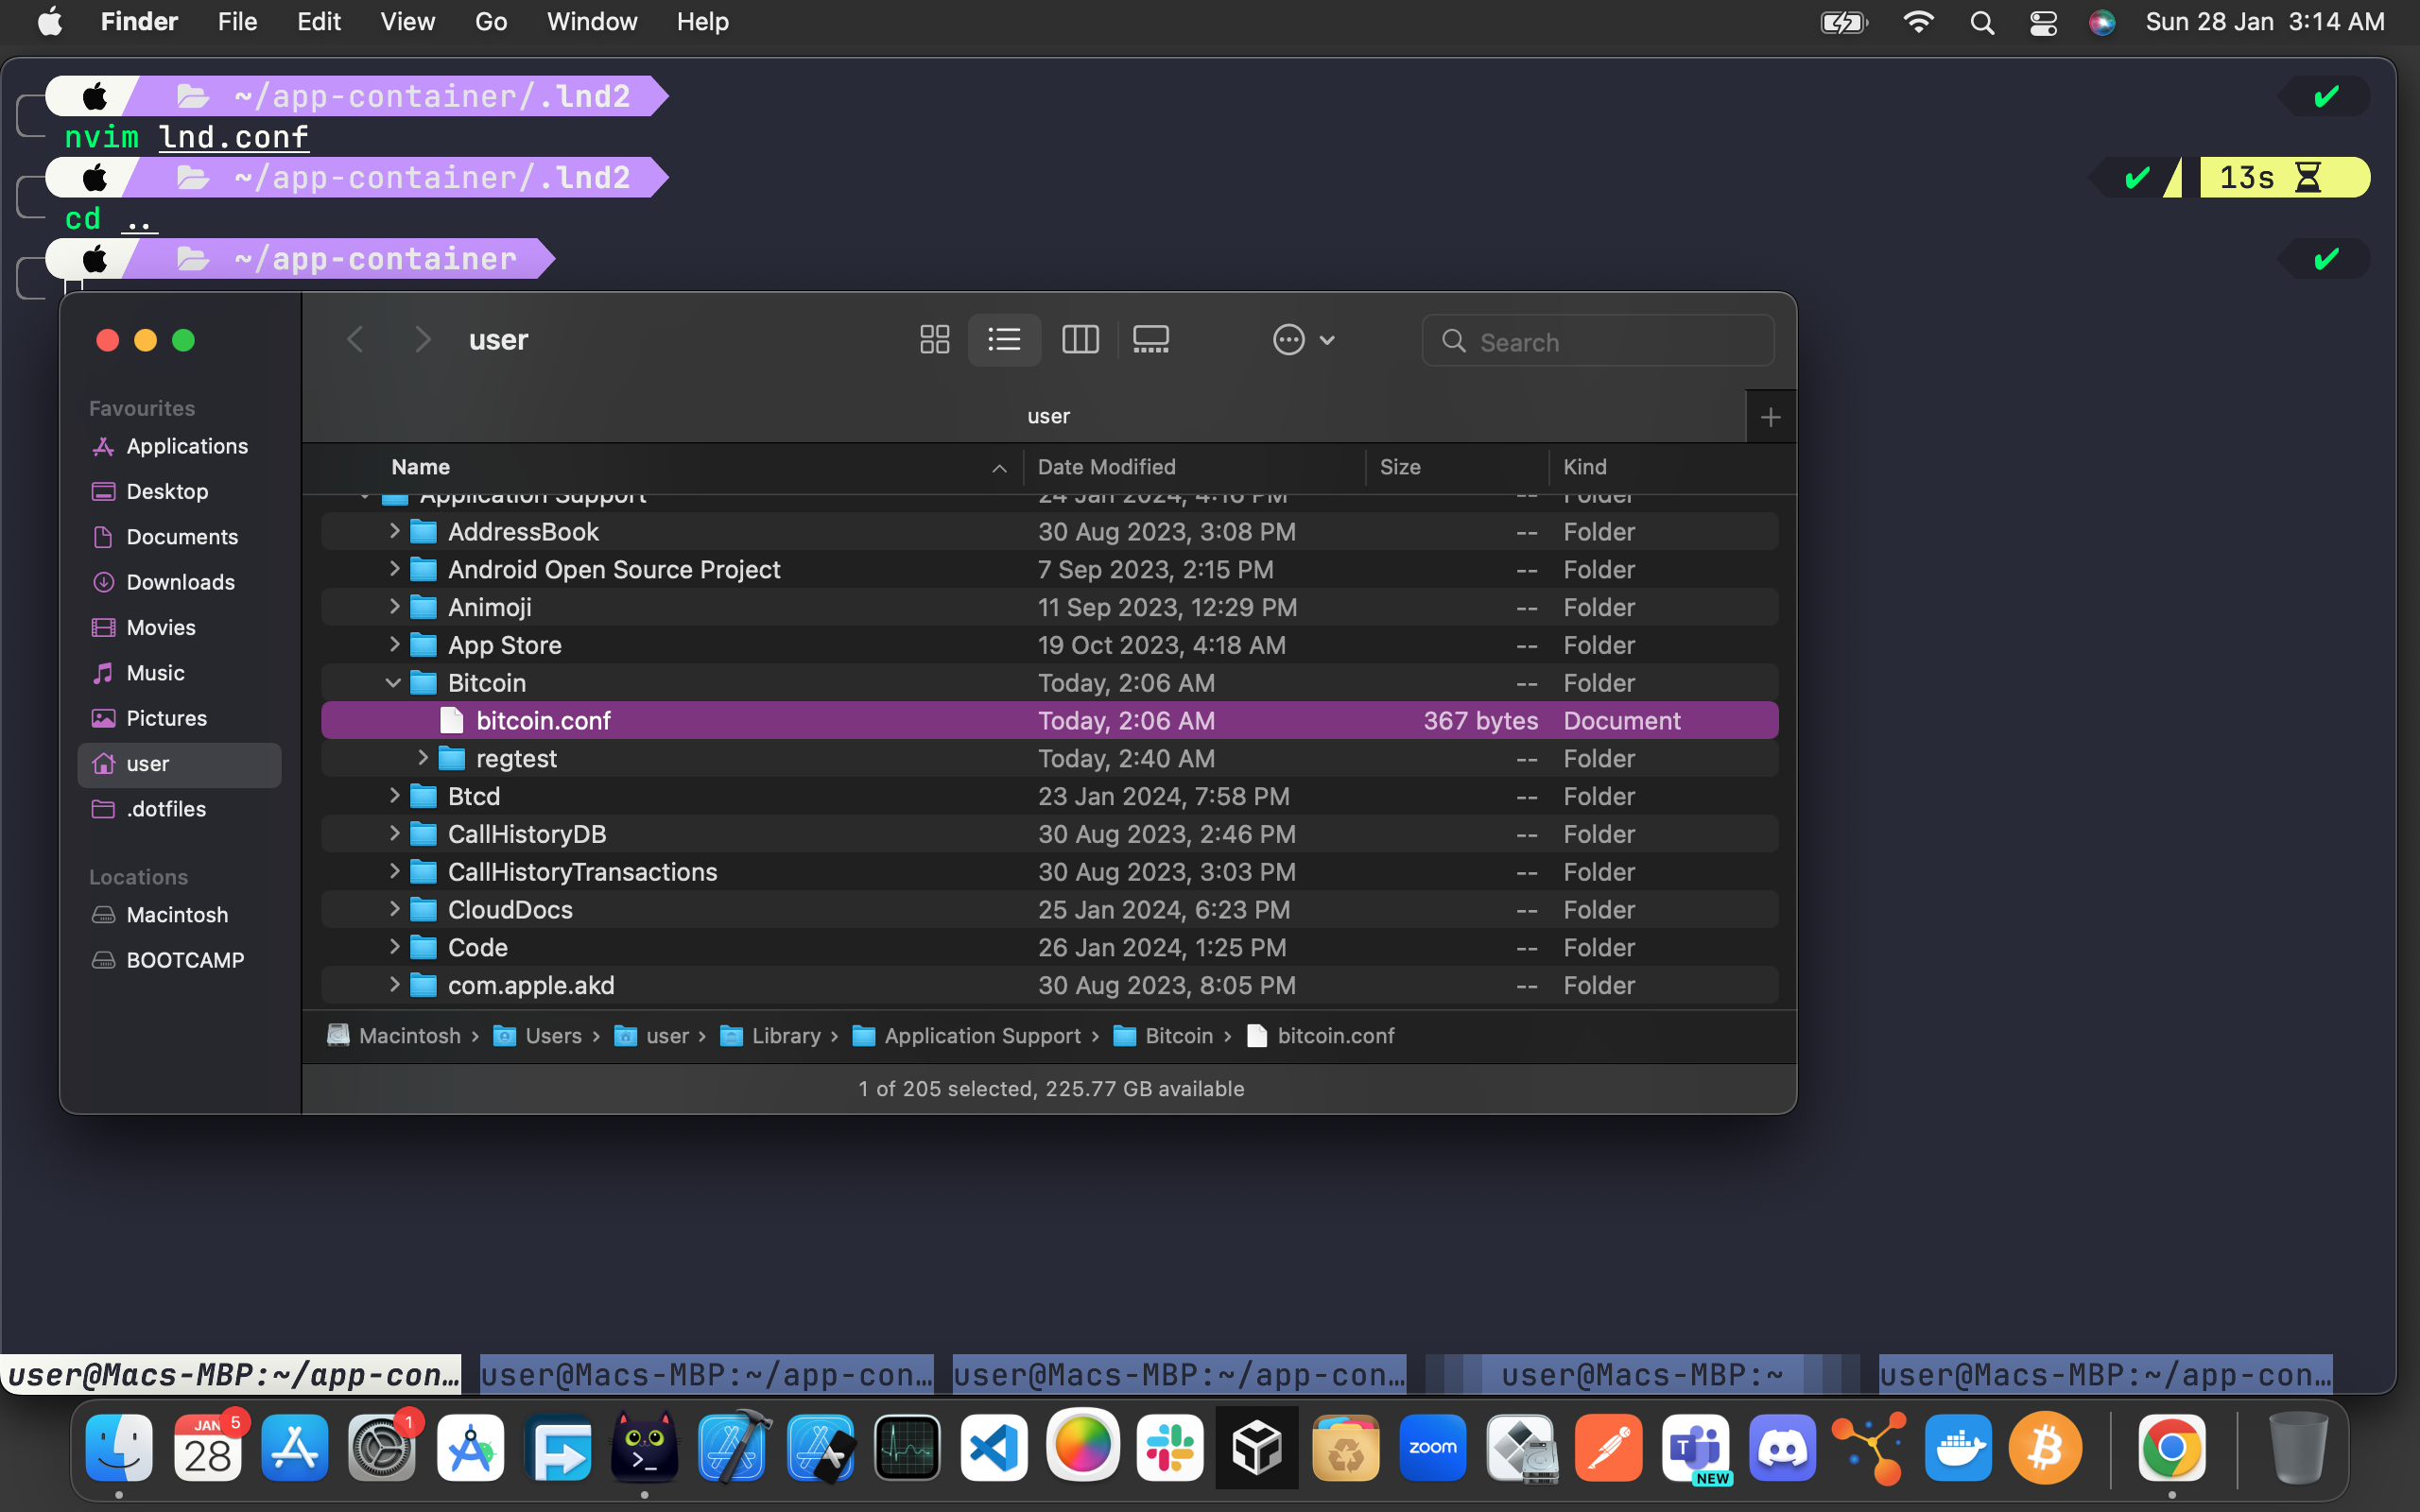 Finder File Edit View Go Window Help Sun 28 Jan 3:14 AM
~/app-container/.lnd2 ✔
nvim lnd.conf
~/app-container/.lnd2 ✔ 13s
cd ..
~/app-container ✔
user
Search
user
Favourites
Applications
Desktop
Documents
Downloads
Movies
Music
Pictures
user
.dotfiles
Locations
Macintosh
BOOTCAMP
Name Date Modified Size Kind
Application Support 24 Jan 2024, 4:16 PM -- Folder
AddressBook 30 Aug 2023, 3:08 PM -- Folder
Android Open Source Project 7 Sep 2023, 2:15 PM -- Folder
Animoji 11 Sep 2023, 12:29 PM -- Folder
App Store 19 Oct 2023, 4:18 AM -- Folder
Bitcoin Today, 2:06 AM -- Folder
bitcoin.conf Today, 2:06 AM 367 bytes Document
regtest Today, 2:40 AM -- Folder
Btcd 23 Jan 2024, 7:58 PM -- Folder
CallHistoryDB 30 Aug 2023, 2:46 PM -- Folder
CallHistoryTransactions 30 Aug 2023, 3:03 PM -- Folder
CloudDocs 25 Jan 2024, 6:23 PM -- Folder
Code 26 Jan 2024, 1:25 PM -- Folder
com.apple.akd 30 Aug 2023, 8:05 PM -- Folder
Macintosh › Users › user › Library › Application Support › Bitcoin › bitcoin.conf
1 of 205 selected, 225.77 GB available
user@Macs-MBP:~/app-con… user@Macs-MBP:~/app-con… user@Macs-MBP:~/app-con… user@Macs-MBP:~ user@Macs-MBP:~/app-con…
JAN 5
28
1
>_
zoom
T
NEW